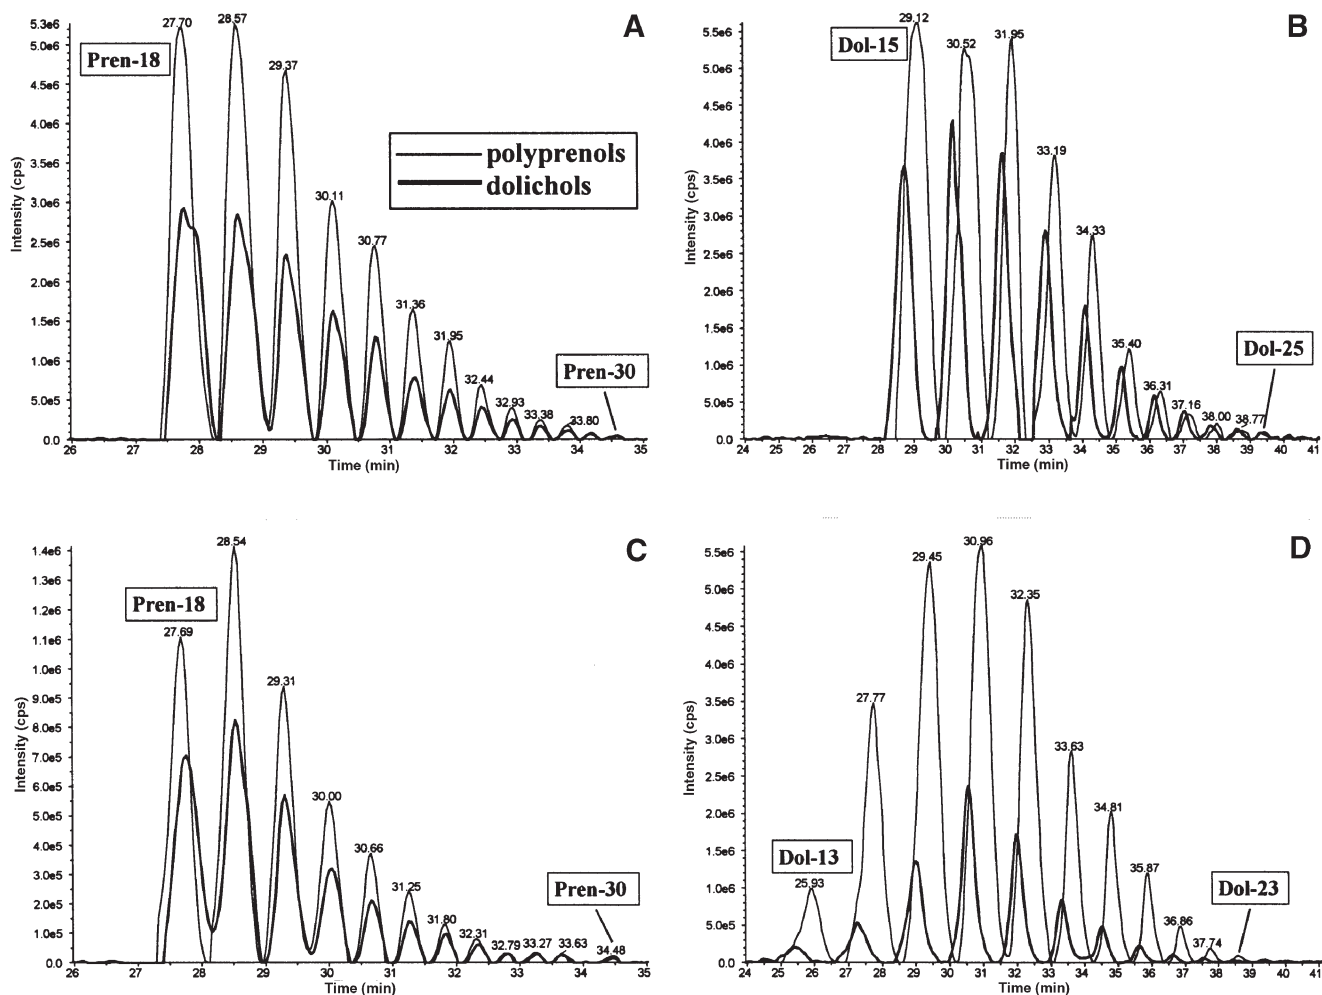 A
5.3e6
5.0e6
4.5e6
4.0e6
3.5e6
3.0e6
2.5e6
2.0e6
1.5e6
1.0e6
5.0e5
0.0
Intensity (cps)
26 27 28 29 30 31 32 33 34 35
Time (min)
Pren-18
27.70
28.57
29.37
30.11
30.77
31.36
31.95
32.44
32.93
33.38
33.80
Pren-30
polyprenols
dolichols
B
5.5e6
5.0e6
4.5e6
4.0e6
3.5e6
3.0e6
2.5e6
2.0e6
1.5e6
1.0e6
5.0e5
0.0
Intensity (cps)
24 25 26 27 28 29 30 31 32 33 34 35 36 37 38 39 40 41
Time (min)
Dol-15
29.12
30.52
31.95
33.19
34.33
35.40
36.31
37.16
38.00
38.77
Dol-25
C
1.4e6
1.3e6
1.2e6
1.1e6
1.0e6
9.0e5
8.0e5
7.0e5
6.0e5
5.0e5
4.0e5
3.0e5
2.0e5
1.0e5
0.0
Intensity (cps)
26 27 28 29 30 31 32 33 34 35
Time (min)
Pren-18
27.69
28.54
29.31
30.00
30.66
31.25
31.80
32.31
32.79
33.27
33.63
34.48
Pren-30
D
5.5e6
5.0e6
4.5e6
4.0e6
3.5e6
3.0e6
2.5e6
2.0e6
1.5e6
1.0e6
5.0e5
0.0
Intensity (cps)
24 25 26 27 28 29 30 31 32 33 34 35 36 37 38 39 40 41
Time (min)
Dol-13
25.93
27.77
29.45
30.96
32.35
33.63
34.81
35.87
36.86
37.74
Dol-23